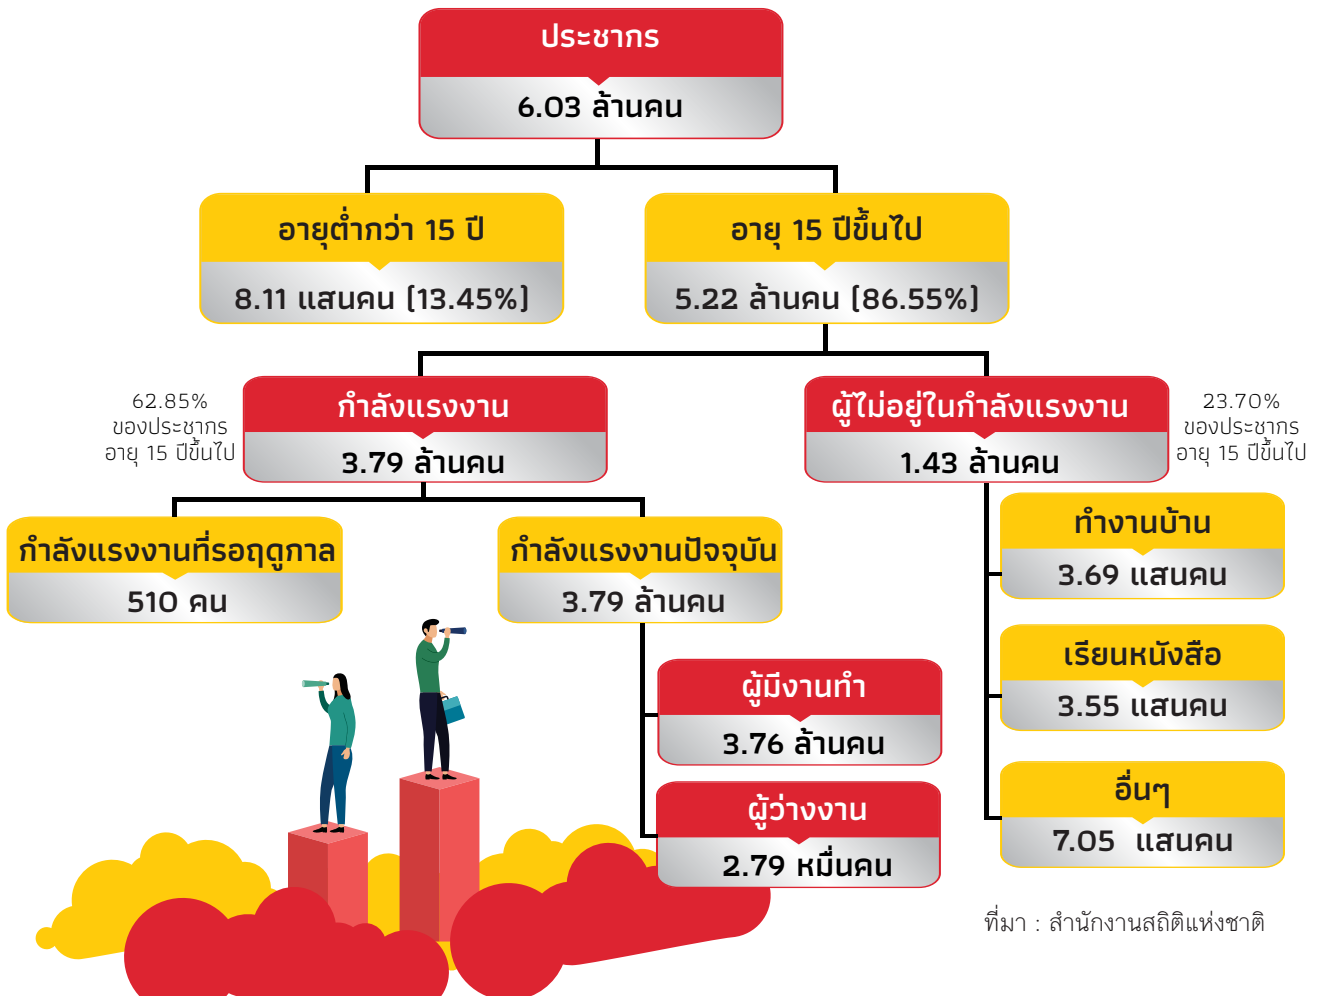 ประชากร
6.03 ล้านคน
อายุต่ำกว่า 15 ปี
8.11 แสนคน (13.45%)
อายุ 15 ปีขึ้นไป
5.22 ล้านคน (86.55%)
62.85%
ของประชากร
อายุ 15 ปีขึ้นไป
กำลังแรงงาน
3.79 ล้านคน
ผู้ไม่อยู่ในกำลังแรงงาน
1.43 ล้านคน
23.70%
ของประชากร
อายุ 15 ปีขึ้นไป
กำลังแรงงานที่รอฤดูกาล
510 คน
กำลังแรงงานปัจจุบัน
3.79 ล้านคน
ผู้มีงานทำ
3.76 ล้านคน
ผู้ว่างงาน
2.79 หมื่นคน
ทำงานบ้าน
3.69 แสนคน
เรียนหนังสือ
3.55 แสนคน
อื่นๆ
7.05 แสนคน
ที่มา : สำนักงานสถิติแห่งชาติ